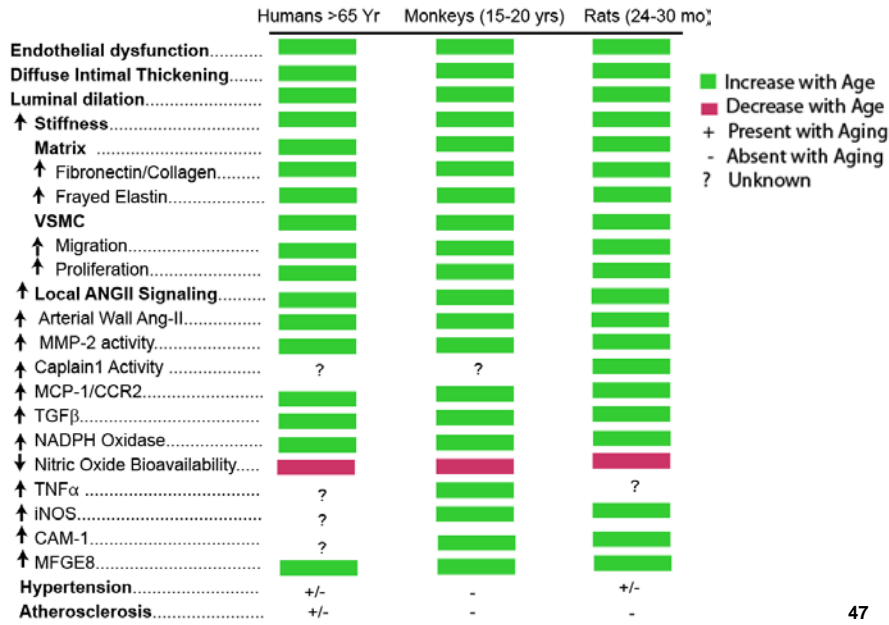 Humans >65 Yr Monkeys (15-20 yrs) Rats (24-30 mo)
Endothelial dysfunction.....
Diffuse Intimal Thickening.......
Luminal dilation........................
↑ Stiffness...........................
Matrix ...........................
↑ Fibronectin/Collagen.........
↑ Frayed Elastin...................
VSMC
↑ Migration..........................
↑ Proliferation......................
↑ Local ANGII Signaling..........
↑ Arterial Wall Ang-II...............
↑ MMP-2 activity....................
↑ Caplain1 Activity .................. ? ?
↑ MCP-1/CCR2.......................
↑ TGFβ..................................
↑ NADPH Oxidase...................
↓ Nitric Oxide Bioavailability.....
↑ TNFα ................................. ? ?
↑ iNOS................................... ?
↑ CAM-1................................ ?
↑ MFGE8..............................
Hypertension......................... +/- - +/-
Atherosclerosis...................... +/- - -
Increase with Age
Decrease with Age
+ Present with Aging
- Absent with Aging
? Unknown
47